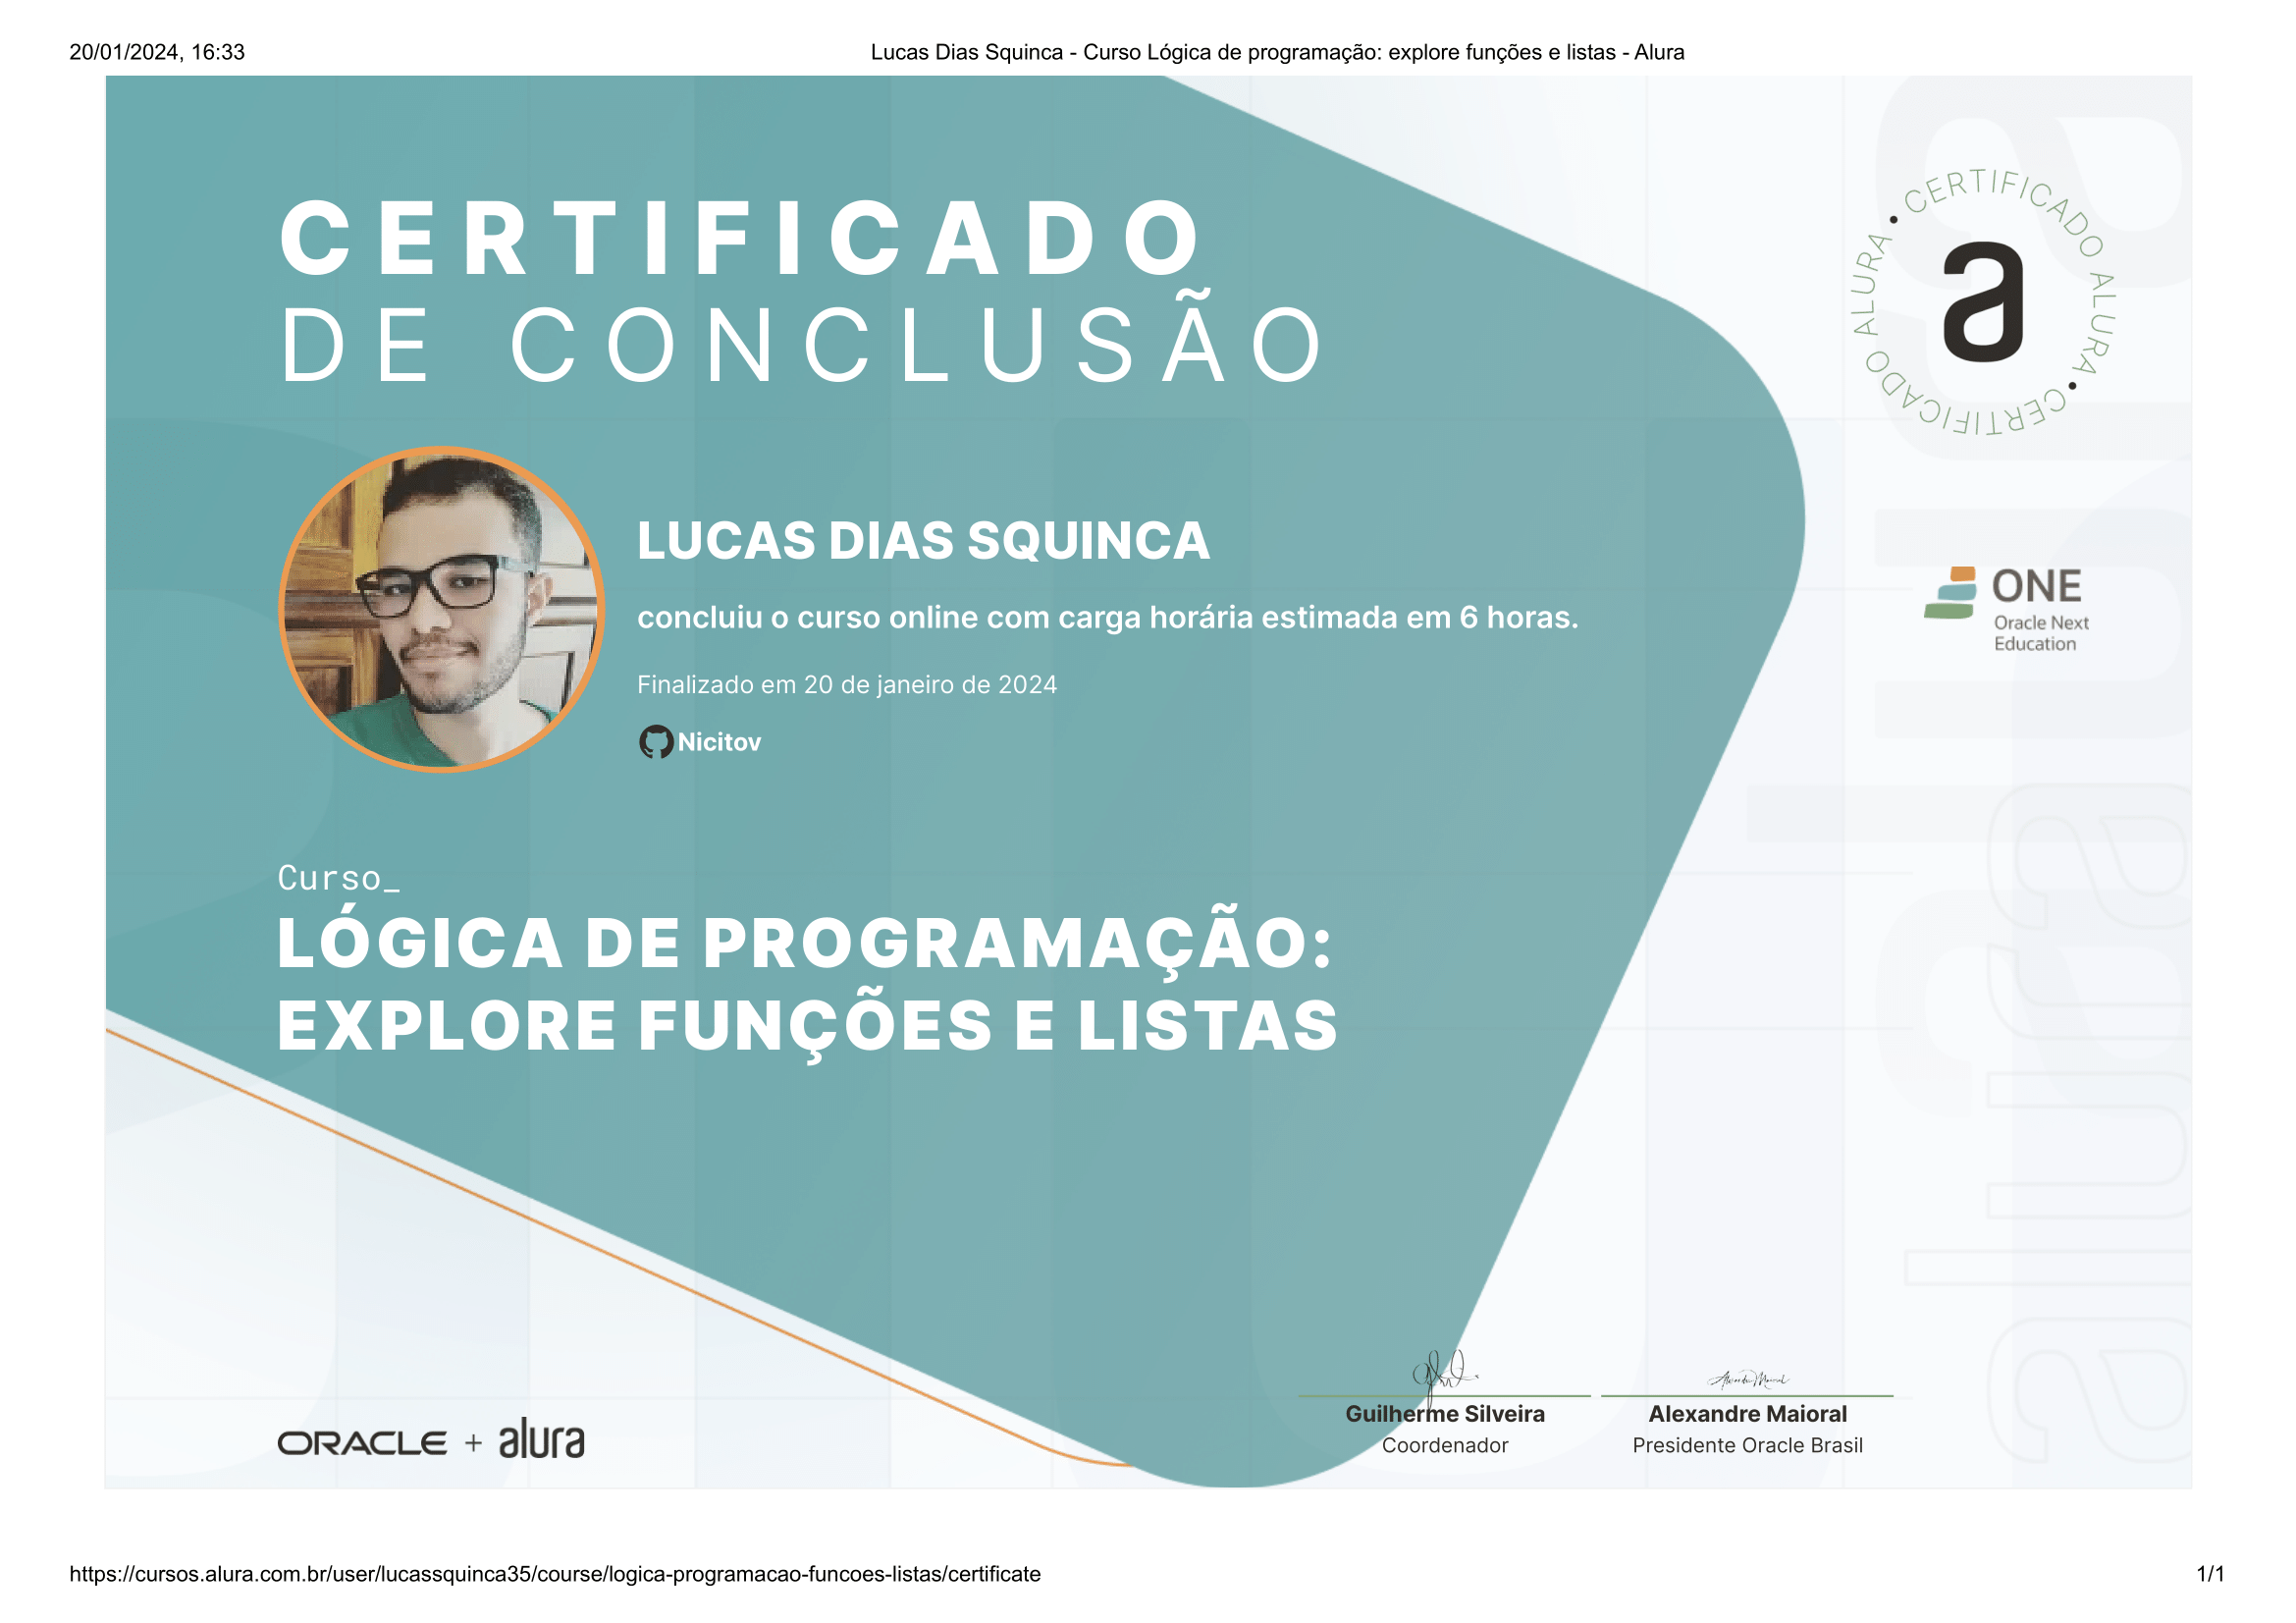 20/01/2024, 16:33
Lucas Dias Squinca - Curso Lógica de programação: explore funções e listas - Alura
CERTIFICADO
DE CONCLUSÃO
• CERTIFICADO ALURA • CERTIFICADO ALURA
a
LUCAS DIAS SQUINCA
concluiu o curso online com carga horária estimada em 6 horas.
Finalizado em 20 de janeiro de 2024
Nicitov
ONE
Oracle Next
Education
Curso_
LÓGICA DE PROGRAMAÇÃO:
EXPLORE FUNÇÕES E LISTAS
alura
alura
ORACLE + alura
Guilherme Silveira
Coordenador
Alexandre Maioral
Presidente Oracle Brasil
https://cursos.alura.com.br/user/lucassquinca35/course/logica-programacao-funcoes-listas/certificate
1/1